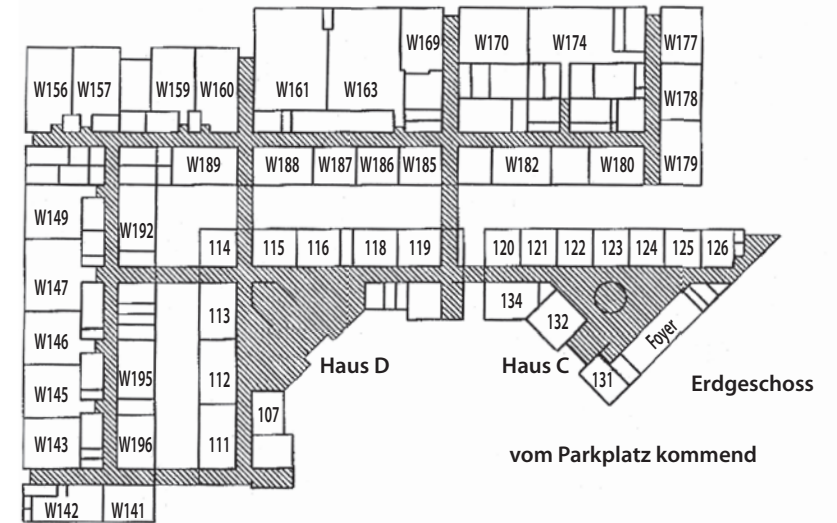 W169 W170 W174 W177
W156 W157 W159 W160 W161 W163 W178
W189 W188 W187 W186 W185 W182 W180 W179
W149 W192
114 115 116 118 119 120 121 122 123 124 125 126
W147
113 134 132
W146 Foyer
W145 W195 112 Haus D Haus C 131 Erdgeschoss
107
W143 W196 111 vom Parkplatz kommend
W142 W141